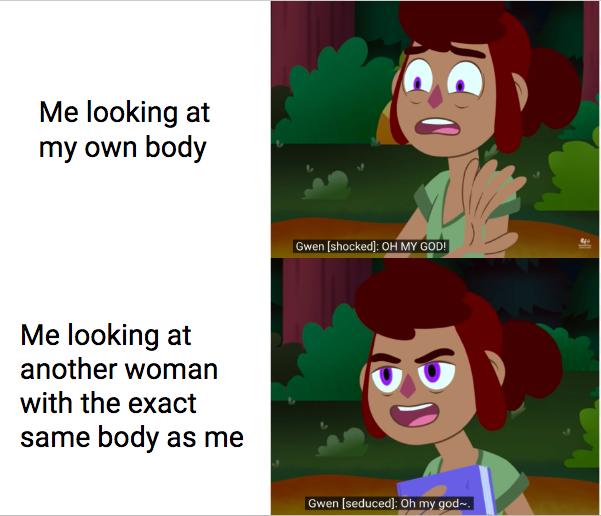 Me looking at
my own body
Gwen [shocked]: OH MY GOD!
Me looking at
another woman
with the exact
same body as me
Gwen [seduced]: Oh my god~.